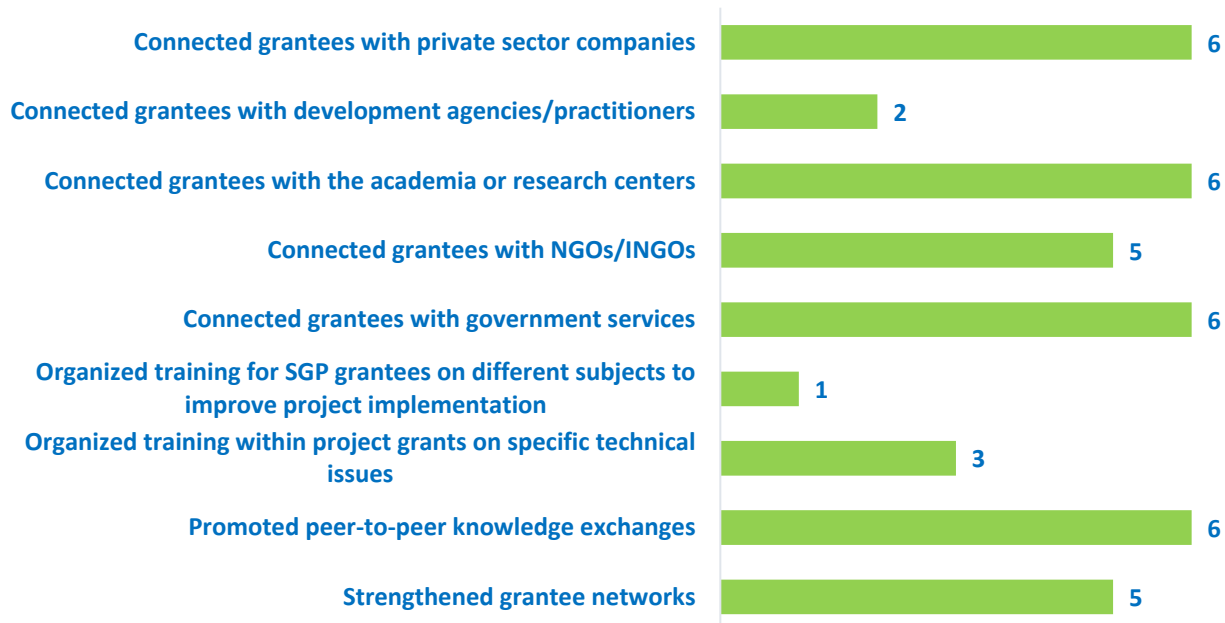 Connected grantees with private sector companies 6
Connected grantees with development agencies/practitioners 2
Connected grantees with the academia or research centers 6
Connected grantees with NGOs/INGOs 5
Connected grantees with government services 6
Organized training for SGP grantees on different subjects to
improve project implementation 1
Organized training within project grants on specific technical
issues 3
Promoted peer-to-peer knowledge exchanges 6
Strengthened grantee networks 5